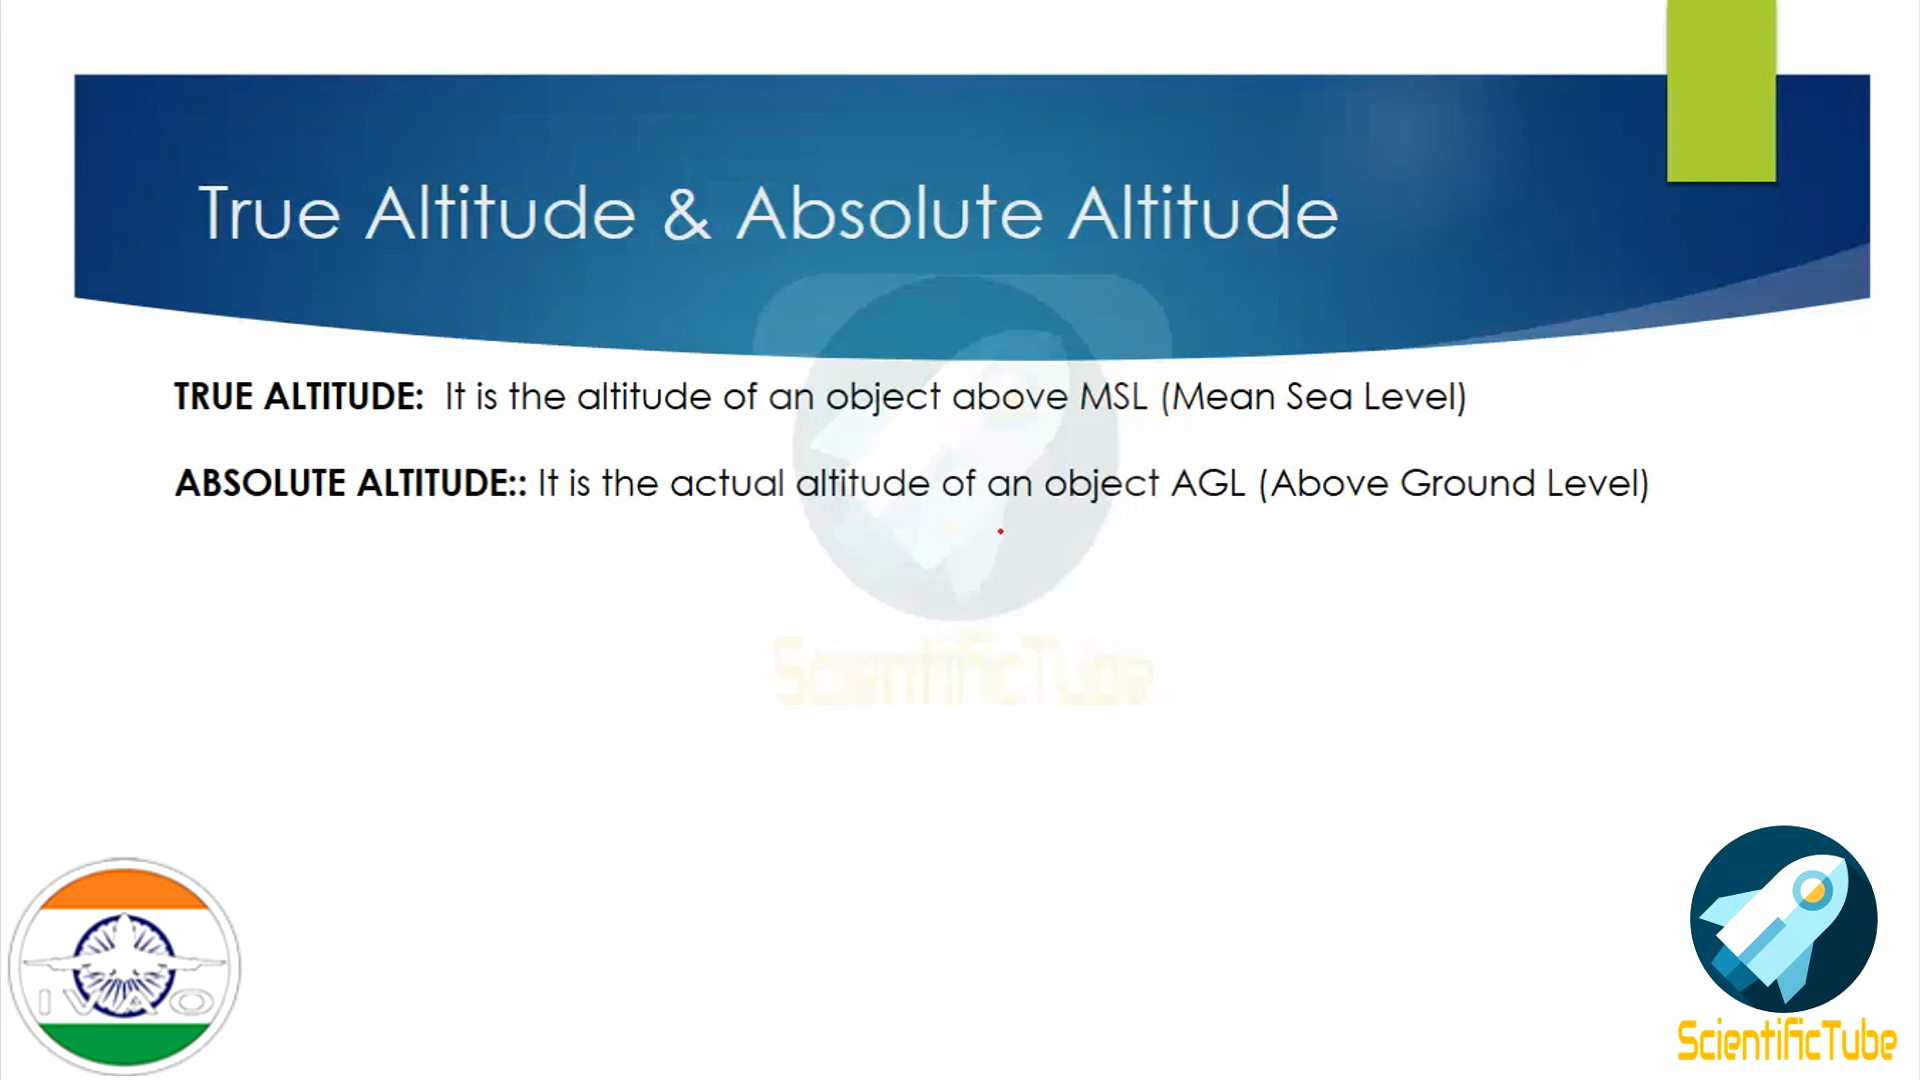 True Altitude & Absolute Altitude
TRUE ALTITUDE: It is the altitude of an object above MSL (Mean Sea Level)
ABSOLUTE ALTITUDE:: It is the actual altitude of an object AGL (Above Ground Level)
ScientificTube
IVAO
ScientificTube